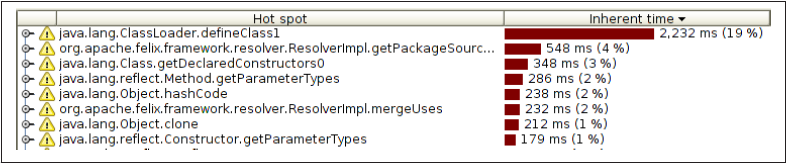 Hot spot Inherent time
java.lang.ClassLoader.defineClass1 2,232 ms (19 %)
org.apache.felix.framework.resolver.ResolverImpl.getPackageSourc... 548 ms (4 %)
java.lang.Class.getDeclaredConstructors0 348 ms (3 %)
java.lang.reflect.Method.getParameterTypes 286 ms (2 %)
java.lang.Object.hashCode 238 ms (2 %)
org.apache.felix.framework.resolver.ResolverImpl.mergeUses 232 ms (2 %)
java.lang.Object.clone 212 ms (1 %)
java.lang.reflect.Constructor.getParameterTypes 179 ms (1 %)